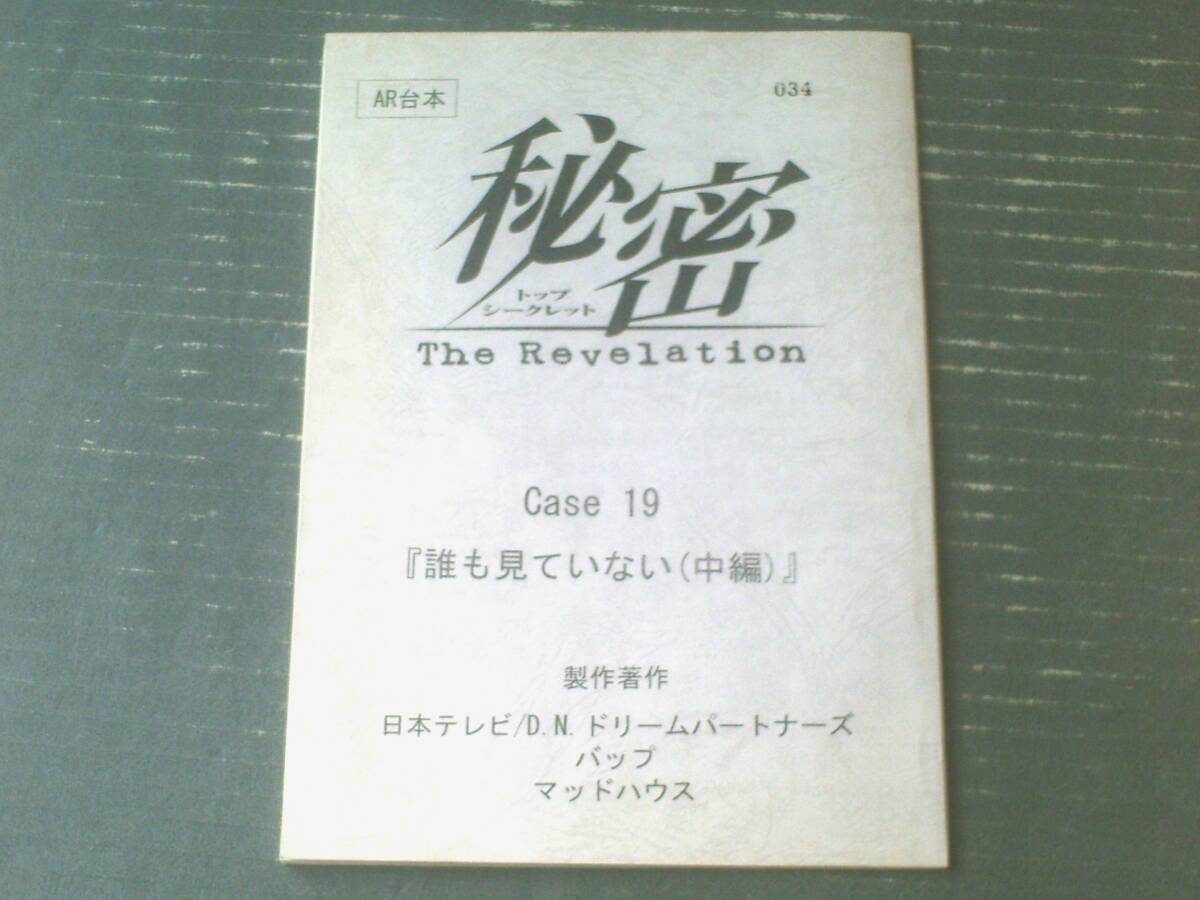 AR台本
034
秘密
トップ
シークレット
The Revelation
Case 19
『誰も見ていない(中編)』
製作著作
日本テレビ/D.N.ドリームパートナーズ
バップ
マッドハウス